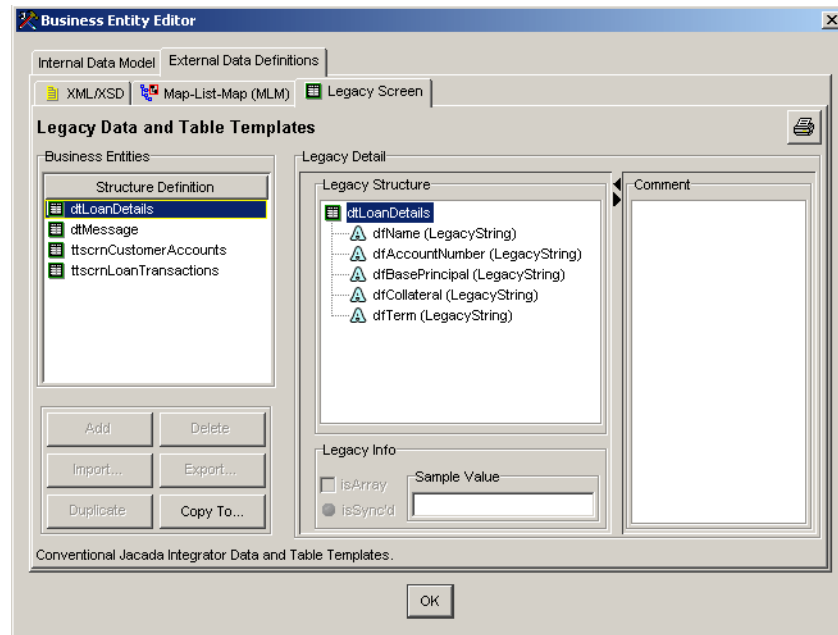 Business Entity Editor
Internal Data Model
External Data Definitions
XML/XSD
Map-List-Map (MLM)
Legacy Screen
Legacy Data and Table Templates
Business Entities
Structure Definition
dtLoanDetails
dtMessage
ttscrnCustomerAccounts
ttscrnLoanTransactions
Add
Delete
Import...
Export...
Duplicate
Copy To...
Legacy Detail
Legacy Structure
dtLoanDetails
dfName (LegacyString)
dfAccountNumber (LegacyString)
dfBasePrincipal (LegacyString)
dfCollateral (LegacyString)
dfTerm (LegacyString)
Legacy Info
isArray
isSync'd
Sample Value
Comment
Conventional Jacada Integrator Data and Table Templates.
OK